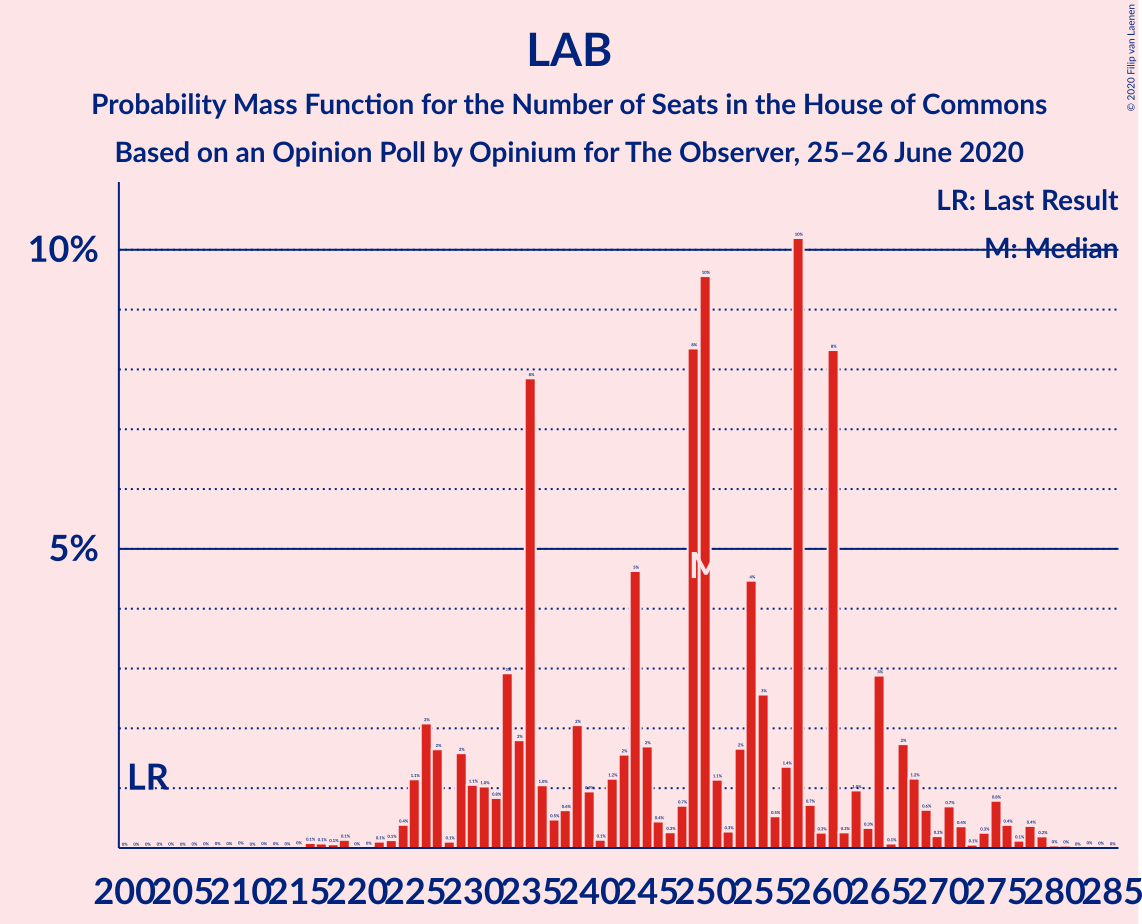 LAB
Probability Mass Function for the Number of Seats in the House of Commons
Based on an Opinion Poll by Opinium for The Observer, 25–26 June 2020
© 2020 Filip van Laenen
LR: Last Result
M: Median
10%
5%
LR
M
200 205 210 215 220 225 230 235 240 245 250 255 260 265 270 275 280 285